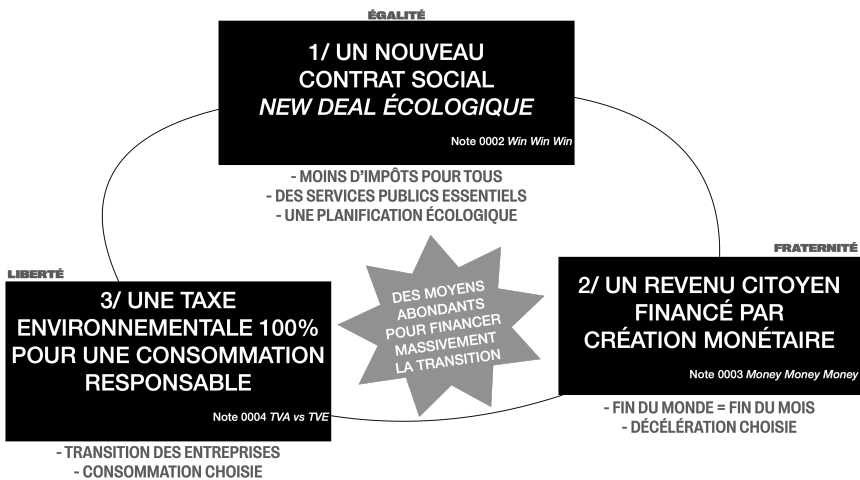 ÉGALITÉ
1/ UN NOUVEAU
CONTRAT SOCIAL
NEW DEAL ÉCOLOGIQUE
Note 0002 Win Win Win
- MOINS D'IMPÔTS POUR TOUS
- DES SERVICES PUBLICS ESSENTIELS
- UNE PLANIFICATION ÉCOLOGIQUE
FRATERNITÉ
2/ UN REVENU CITOYEN
FINANCÉ PAR
CRÉATION MONÉTAIRE
Note 0003 Money Money Money
- FIN DU MONDE = FIN DU MOIS
- DÉCÉLÉRATION CHOISIE
LIBERTÉ
3/ UNE TAXE
ENVIRONNEMENTALE 100%
POUR UNE CONSOMMATION
RESPONSABLE
Note 0004 TVA vs TVE
- TRANSITION DES ENTREPRISES
- CONSOMMATION CHOISIE
DES MOYENS
ABONDANTS
POUR FINANCER
MASSIVEMENT
LA TRANSITION